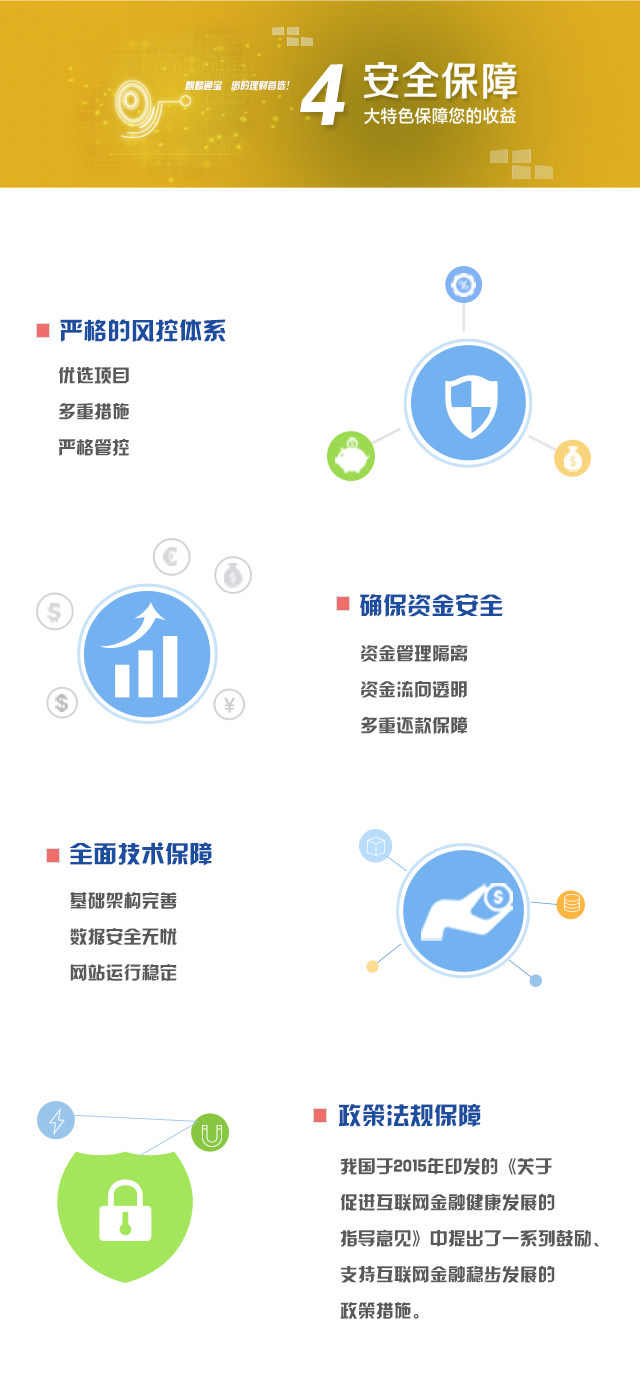 麒麟通宝 您的理财首选！
4
安全保障
大特色保障您的收益
严格的风控体系
优选项目
多重措施
严格管控
确保资金安全
资金管理隔离
资金流向透明
多重还款保障
全面技术保障
基础架构完善
数据安全无忧
网站运行稳定
政策法规保障
我国于2015年印发的《关于
促进互联网金融健康发展的
指导意见》中提出了一系列鼓励、
支持互联网金融稳步发展的
政策措施。